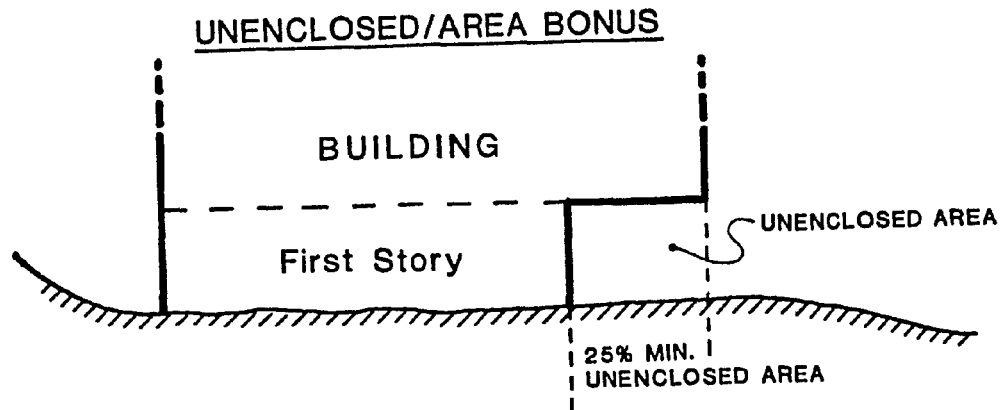 UNENCLOSED/AREA BONUS
BUILDING
UNENCLOSED AREA
First Story
25% MIN.
UNENCLOSED AREA